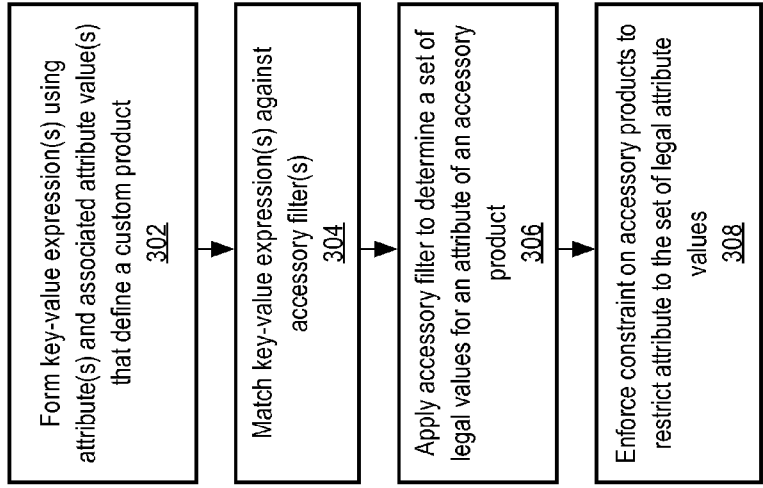 Form key-value expression(s) using
attribute(s) and associated attribute value(s)
that define a custom product
302
Match key-value expression(s) against
accessory filter(s)
304
Apply accessory filter to determine a set of
legal values for an attribute of an accessory
product
306
Enforce constraint on accessory products to
restrict attribute to the set of legal attribute
values
308